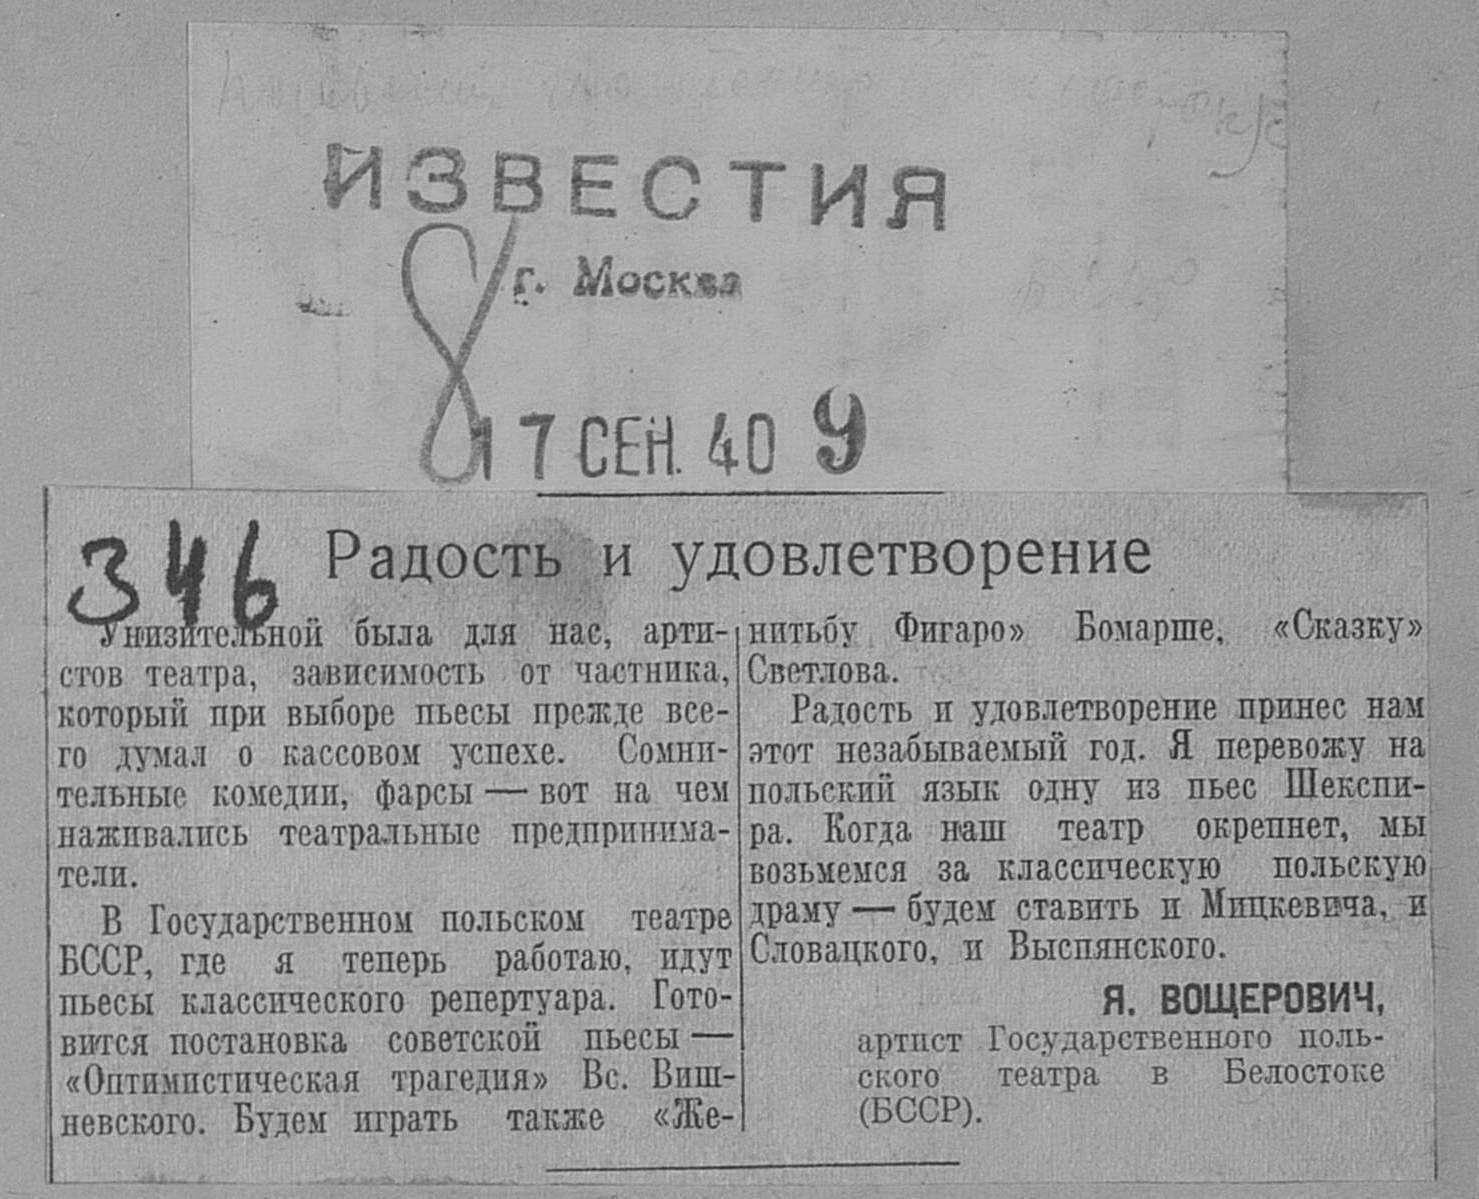 ИЗВЕСТИЯ
г. Москва
17 СЕН. 40 9
346
Радость и удовлетворение
Унизительной была для нас, арти-
стов театра, зависимость от частника,
который при выборе пьесы прежде все-
го думал о кассовом успехе. Сомни-
тельные комедии, фарсы — вот на чем
наживались театральные предпринима-
тели.
В Государственном польском театре
БССР, где я теперь работаю, идут
пьесы классического репертуара. Гото-
вится постановка советской пьесы —
«Оптимистическая трагедия» Вс. Виш-
невского. Будем играть также «Же-
нитьбу Фигаро» Бомарше, «Сказку»
Светлова.
Радость и удовлетворение принес нам
этот незабываемый год. Я перевожу на
польский язык одну из пьес Шекспи-
ра. Когда наш театр окрепнет, мы
возьмемся за классическую польскую
драму — будем ставить и Мицкевича, и
Словацкого, и Выспянского.
Я. ВОЩЕРОВИЧ,
артист Государственного поль-
ского театра в Белостоке
(БССР).